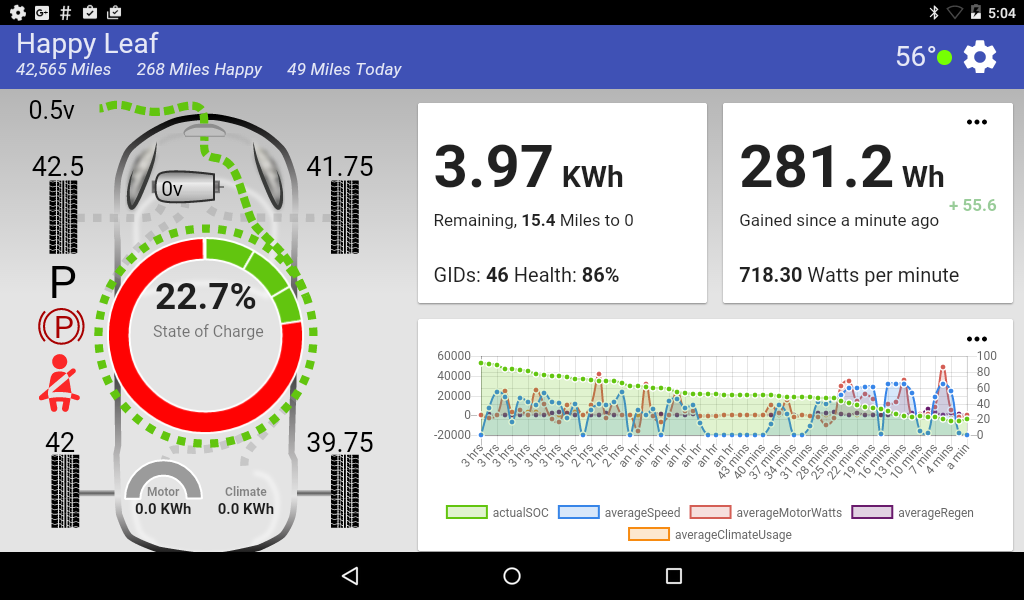 5:04
Happy Leaf
42,565 Miles 268 Miles Happy 49 Miles Today
56°
0.5v
42.5 41.75
0v
P
P
22.7%
State of Charge
42 39.75
Motor Climate
0.0 KWh 0.0 KWh
3.97 KWh
Remaining, 15.4 Miles to 0
GIDs: 46 Health: 86%
281.2 Wh
+ 55.6
Gained since a minute ago
718.30 Watts per minute
60000 100
80
40000
60
20000
40
0
20
-20000 0
3 hrs 3 hrs 3 hrs 3 hrs 3 hrs 3 hrs 3 hrs 2 hrs 2 hrs 2 hrs an hr an hr an hr an hr an hr an hr 43 mins 40 mins 37 mins 34 mins 31 mins 28 mins 25 mins 22 mins 19 mins 16 mins 13 mins 10 mins 7 mins 4 mins a min
actualSOC averageSpeed averageMotorWatts averageRegen
averageClimateUsage